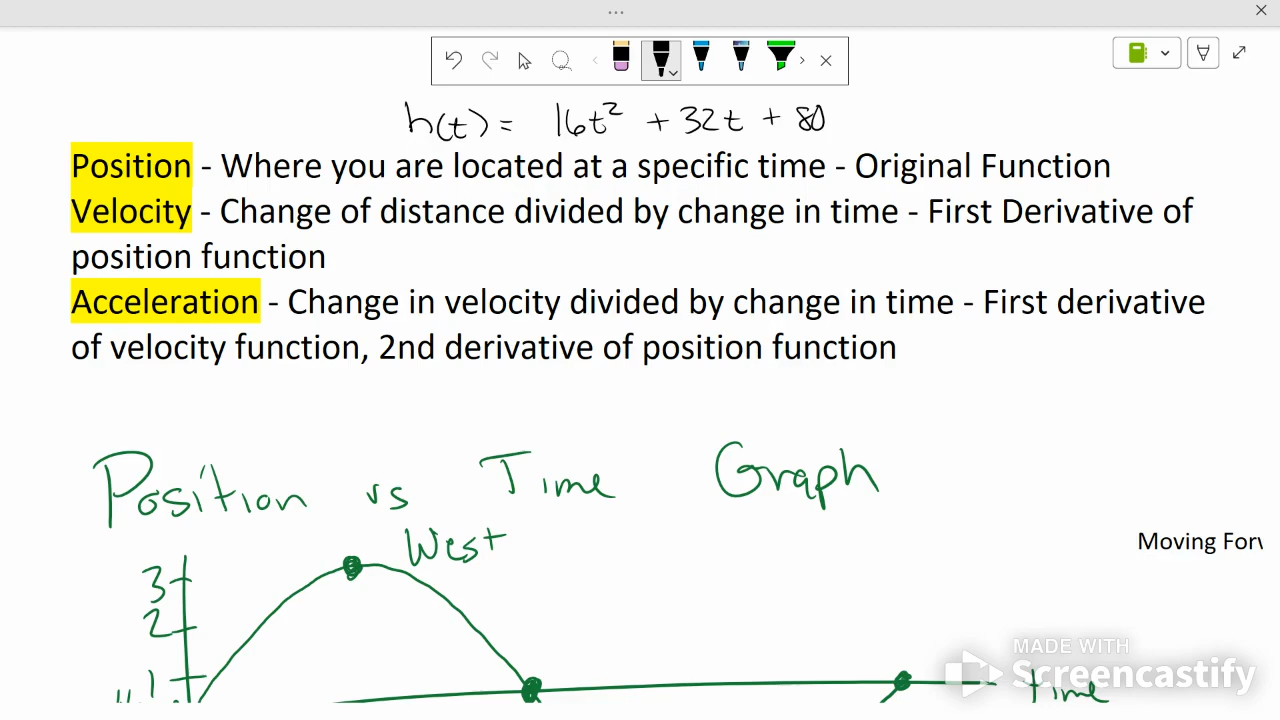 h(t) = 16t² + 32t + 80
Position - Where you are located at a specific time - Original Function
Velocity - Change of distance divided by change in time - First Derivative of
position function
Acceleration - Change in velocity divided by change in time - First derivative
of velocity function, 2nd derivative of position function
Position vs Time Graph
West
Moving Forw
3
2
1
time
MADE WITH
Screencastify